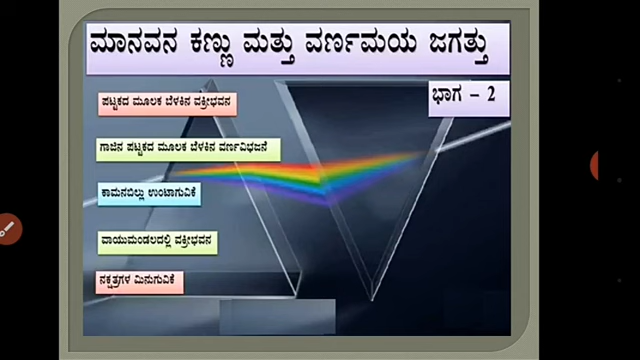 ಮಾನವನ ಕಣ್ಣು ಮತ್ತು ವರ್ಣಮಯ ಜಗತ್ತು
ಭಾಗ – 2
ಪಟ್ಟಕದ ಮೂಲಕ ಬೆಳಕಿನ ವಕ್ರೀಭವನ
ಗಾಜಿನ ಪಟ್ಟಕದ ಮೂಲಕ ಬೆಳಕಿನ ವರ್ಣವಿಭಜನೆ
ಕಾಮನಬಿಲ್ಲು ಉಂಟಾಗುವಿಕೆ
ವಾಯುಮಂಡಲದಲ್ಲಿ ವಕ್ರೀಭವನ
ನಕ್ಷತ್ರಗಳ ಮಿನುಗುವಿಕೆ